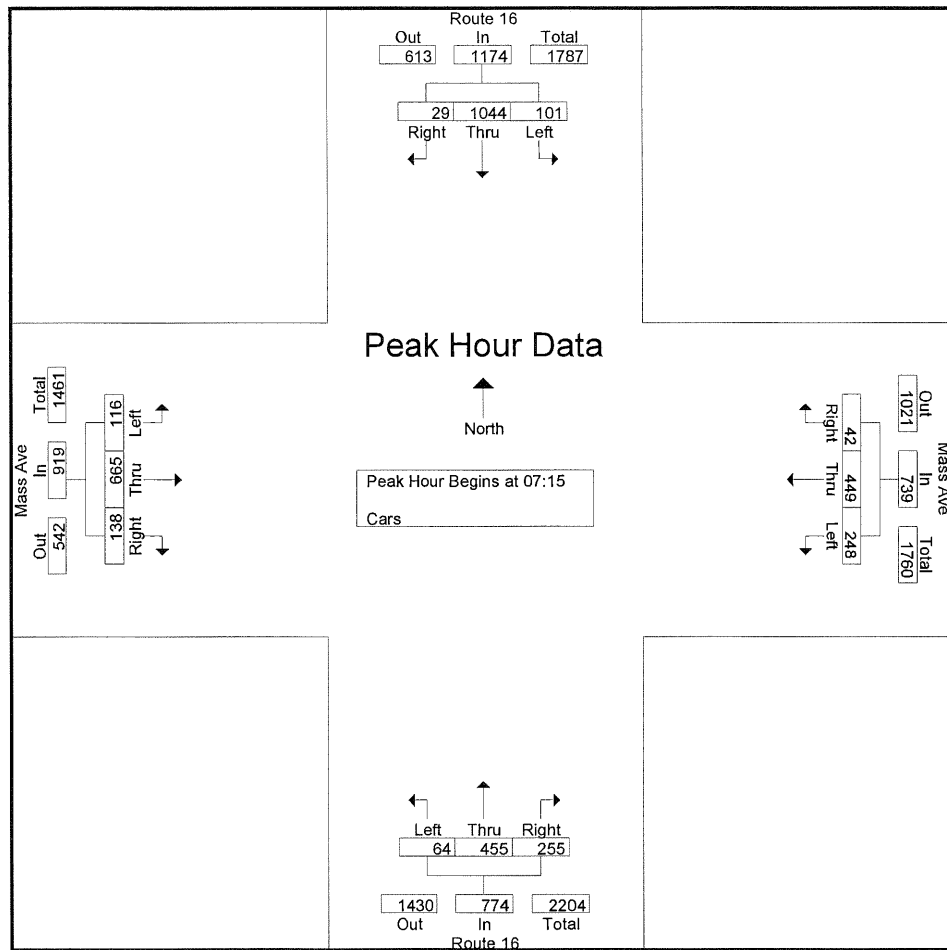 Route 16
Out In Total
613 1174 1787
29 1044 101
Right Thru Left
Peak Hour Data
North
Peak Hour Begins at 07:15
Cars
Mass Ave
Total In Out
1461 919 542
116 665 138
Left Thru Right
Right Thru Left
42 449 248
Out In Total
1021 739 1760
Mass Ave
Left Thru Right
64 455 255
1430 774 2204
Out In Total
Route 16